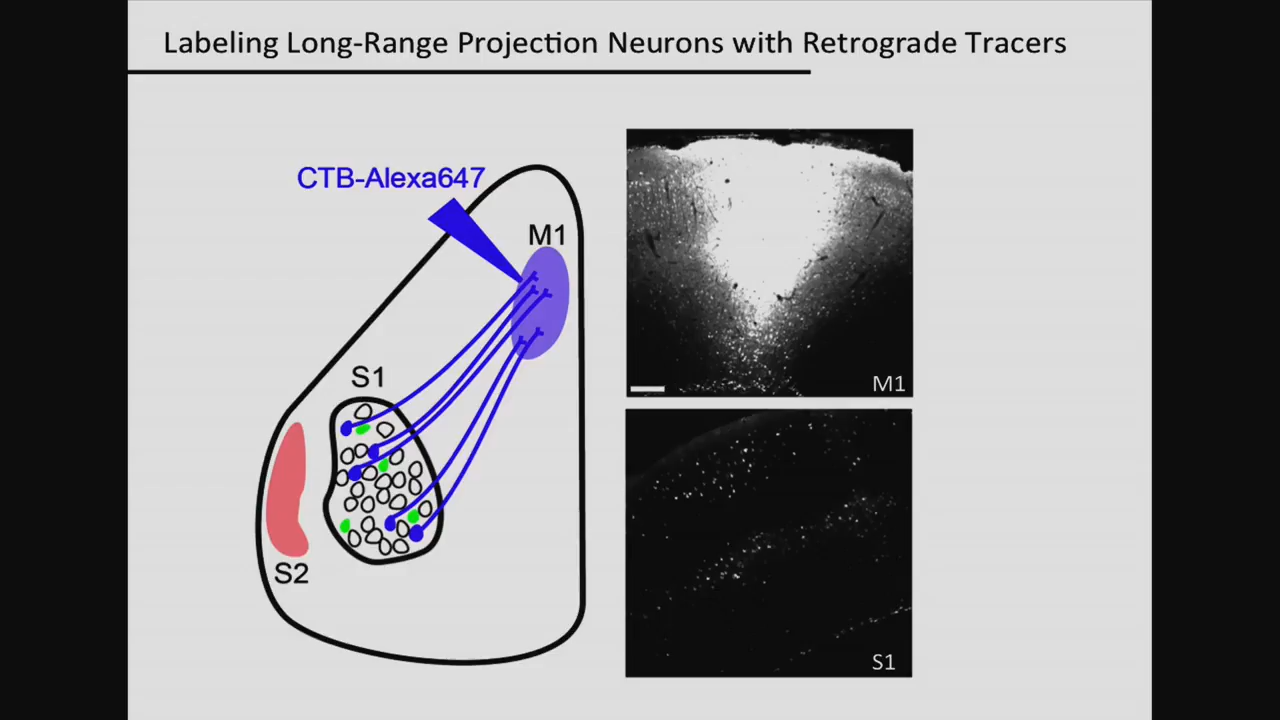 Labeling Long-Range Projection Neurons with Retrograde Tracers
CTB-Alexa647
M1
S1
S2
M1
S1